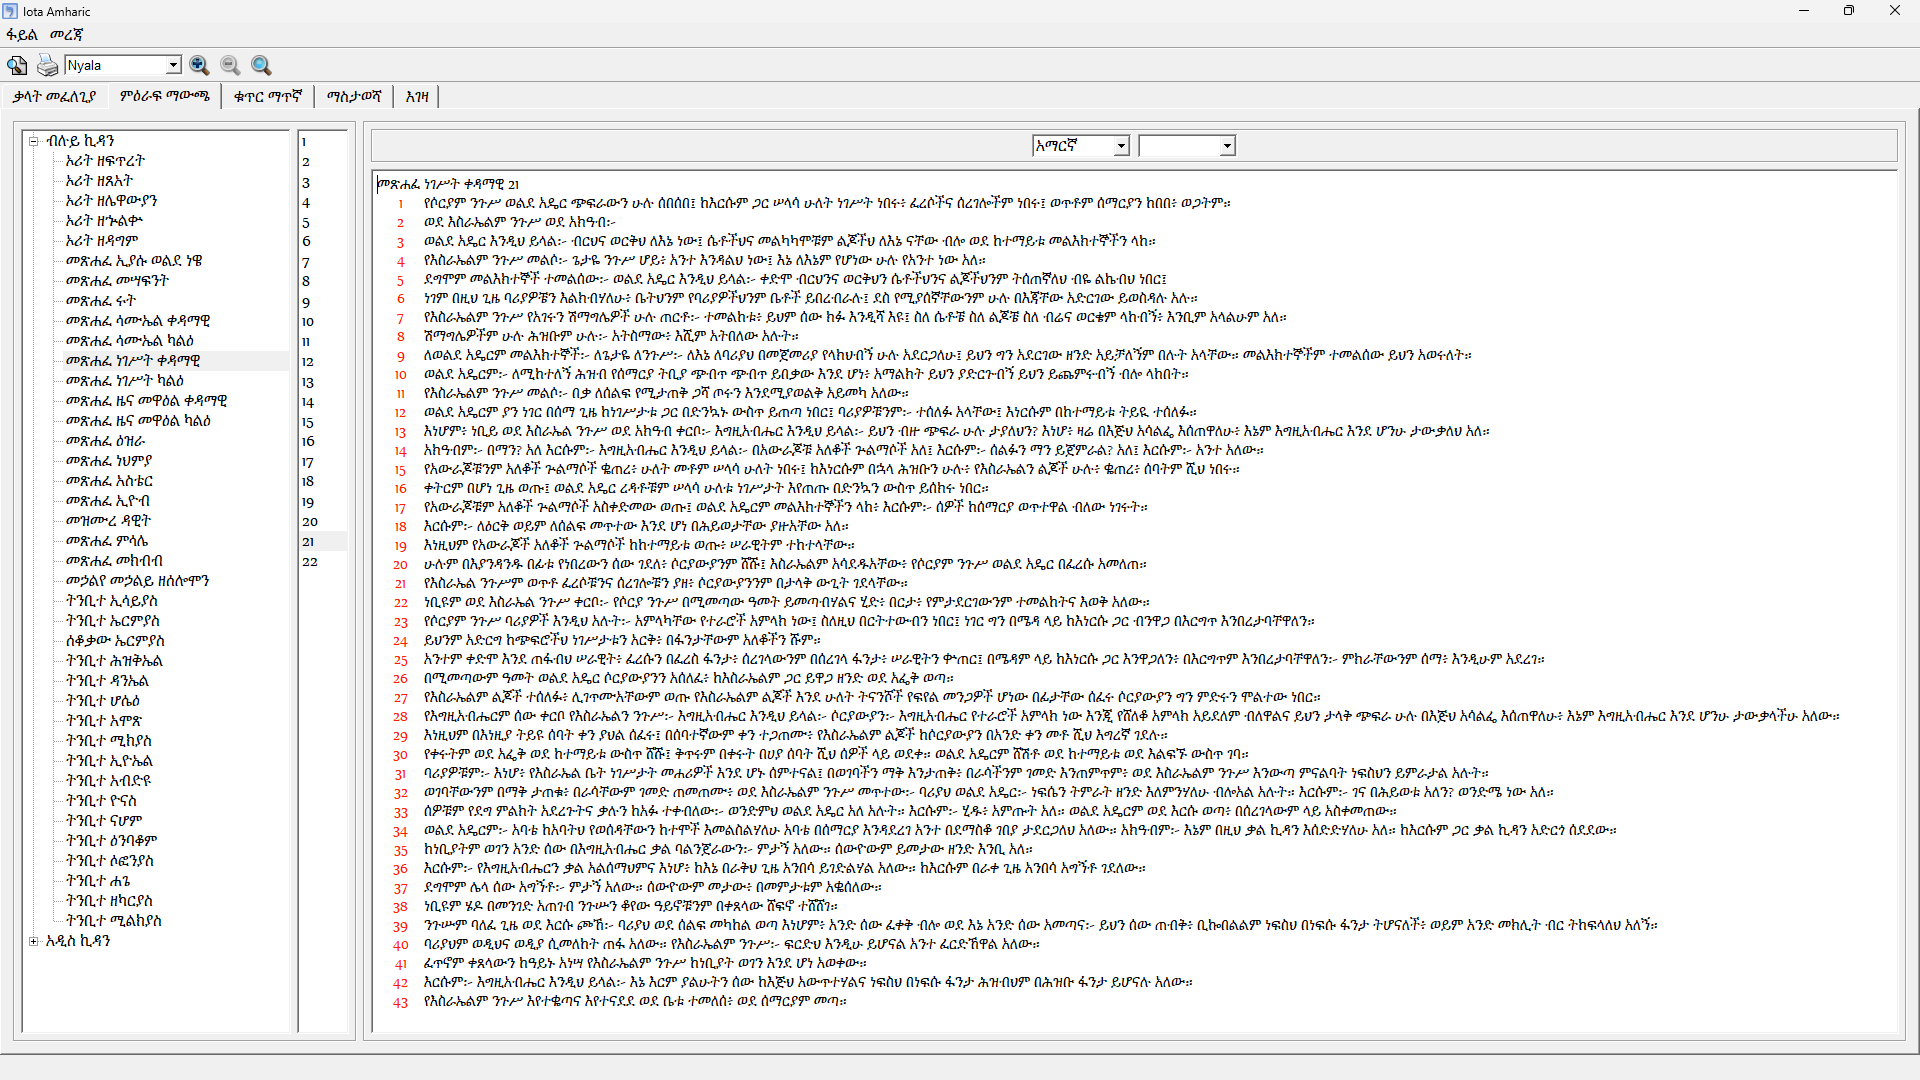 Iota Amharic
ፋይል መረጃ
Nyala
ቃላት መፈለጊያ ምዕራፍ ማውጫ ቁጥር ማጥኛ ማስታወሻ እገዛ
ብሉይ ኪዳን
ኦሪት ዘፍጥረት
ኦሪት ዘጸአት
ኦሪት ዘሌዋውያን
ኦሪት ዘኍልቍ
ኦሪት ዘዳግም
መጽሐፈ ኢያሱ ወልደ ነዌ
መጽሐፈ መሣፍንት
መጽሐፈ ሩት
መጽሐፈ ሳሙኤል ቀዳማዊ
መጽሐፈ ሳሙኤል ካልዕ
መጽሐፈ ነገሥት ቀዳማዊ
መጽሐፈ ነገሥት ካልዕ
መጽሐፈ ዜና መዋዕል ቀዳማዊ
መጽሐፈ ዜና መዋዕል ካልዕ
መጽሐፈ ዕዝራ
መጽሐፈ ነህምያ
መጽሐፈ አስቴር
መጽሐፈ ኢዮብ
መዝሙረ ዳዊት
መጽሐፈ ምሳሌ
መጽሐፈ መክብብ
መኃልየ መኃልይ ዘሰሎሞን
ትንቢተ ኢሳይያስ
ትንቢተ ኤርምያስ
ሰቆቃው ኤርምያስ
ትንቢተ ሕዝቅኤል
ትንቢተ ዳንኤል
ትንቢተ ሆሴዕ
ትንቢተ አሞጽ
ትንቢተ ሚክያስ
ትንቢተ ኢዮኤል
ትንቢተ አብድዩ
ትንቢተ ዮናስ
ትንቢተ ናሆም
ትንቢተ ዕንባቆም
ትንቢተ ሶፎንያስ
ትንቢተ ሐጌ
ትንቢተ ዘካርያስ
ትንቢተ ሚልክያስ
አዲስ ኪዳን
1
2
3
4
5
6
7
8
9
10
11
12
13
14
15
16
17
18
19
20
21
22
አማርኛ
መጽሐፈ ነገሥት ቀዳማዊ 21
1 የሶርያም ንጉሥ ወልደ አዴር ጭፍራውን ሁሉ ሰበሰበ፤ ከእርሱም ጋር ሠላሳ ሁለት ነገሥት ነበሩ፥ ፈረሶችና ሰረገሎችም ነበሩ፤ ወጥቶም ሰማርያን ከበበ፥ ወጋትም።
2 ወደ እስራኤልም ንጉሥ ወደ አክዓብ፦
3 ወልደ አዴር እንዲህ ይላል፦ ብርህና ወርቅህ ለእኔ ነው፤ ሴቶችህና መልካካሞቹም ልጆችህ ለእኔ ናቸው ብሎ ወደ ከተማይቱ መልእክተኞችን ላከ።
4 የእስራኤልም ንጉሥ መልሶ፦ ጌታዬ ንጉሥ ሆይ፥ አንተ እንዳልህ ነው፤ እኔ ለእኔም የሆነው ሁሉ የአንተ ነው አለ።
5 ደግሞም መልእክተኞች ተመልሰው፦ ወልደ አዴር እንዲህ ይላል፦ ቀድሞ ብርህንና ወርቅህን ሴቶችህንና ልጆችህንም ትሰጠኛለህ ብዬ ልኬብህ ነበር፤
6 ነገም በዚህ ጊዜ ባሪያዎቼን እልክብሃለሁ፥ ቤትህንም የባሪያዎችህንም ቤቶች ይበረብራሉ፤ ደስ የሚያሰኛቸውንም ሁሉ በእጃቸው አድርገው ይወስዳሉ አሉ።
7 የእስራኤልም ንጉሥ የአገሩን ሽማግሌዎች ሁሉ ጠርቶ፦ ተመልከቱ፥ ይህም ሰው ክፉ እንዲሻ እዩ፤ ስለ ሴቶቼ ስለ ልጆቼ ስለ ብሬና ወርቄም ላከብኝ፥ እንቢም አላልሁም አለ።
8 ሽማግሌዎችም ሁሉ ሕዝቡም ሁሉ፦ አትስማው፥ እሺም አትበለው አሉት።
9 ለወልደ አዴርም መልእክተኞች፦ ለጌታዬ ለንጉሥ፦ ለእኔ ለባሪያህ በመጀመሪያ የላክህብኝ ሁሉ አደርጋለሁ፤ ይህን ግን አደርገው ዘንድ አይቻለኝም በሉት አላቸው። መልእክተኞችም ተመልሰው ይህን አወሩለት።
10 ወልደ አዴርም፦ ለሚከተለኝ ሕዝብ የሰማርያ ትቢያ ጭብጥ ጭብጥ ይበቃው እንደ ሆነ፥ አማልክት ይህን ያድርጉብኝ ይህን ይጨምሩብኝ ብሎ ላከበት።
11 የእስራኤልም ንጉሥ መልሶ፦ በቃ ለሰልፍ የሚታጠቅ ጋሻ ጦሩን እንደሚያወልቅ አይመካ አለው።
12 ወልደ አዴርም ያን ነገር በሰማ ጊዜ ከነገሥታቱ ጋር በድንኳኑ ውስጥ ይጠጣ ነበር፤ ባሪያዎቹንም፦ ተሰለፉ አላቸው፤ እነርሱም በከተማይቱ ትይዪ ተሰለፉ።
13 እነሆም፥ ነቢይ ወደ እስራኤል ንጉሥ ወደ አክዓብ ቀርቦ፦ እግዚአብሔር እንዲህ ይላል፦ ይህን ብዙ ጭፍራ ሁሉ ታያለህን? እነሆ፥ ዛሬ በእጅህ አሳልፌ እሰጠዋለሁ፥ እኔም እግዚአብሔር እንደ ሆንሁ ታውቃለህ አለ።
14 አክዓብም፦ በማን? አለ እርሱም፦ እግዚአብሔር እንዲህ ይላል፦ በአውራጆቹ አለቆች ጕልማሶች አለ፤ እርሱም፦ ሰልፉን ማን ይጀምራል? አለ፤ እርሱም፦ አንተ አለው።
15 የአውራጆቹንም አለቆች ጕልማሶች ቈጠረ፥ ሁለት መቶም ሠላሳ ሁለት ነበሩ፤ ከእነርሱም በኋላ ሕዝቡን ሁሉ፥ የእስራኤልን ልጆች ሁሉ፥ ቈጠረ፥ ሰባትም ሺህ ነበሩ።
16 ቀትርም በሆነ ጊዜ ወጡ፤ ወልደ አዴር ረዳቶቹም ሠላሳ ሁለቱ ነገሥታት እየጠጡ በድንኳን ውስጥ ይሰክሩ ነበር።
17 የአውራጆቹም አለቆች ጕልማሶች አስቀድመው ወጡ፤ ወልደ አዴርም መልእክተኞችን ላከ፥ እርሱም፦ ሰዎች ከሰማርያ ወጥተዋል ብለው ነገሩት።
18 እርሱም፦ ለዕርቅ ወይም ለሰልፍ መጥተው እንደ ሆነ በሕይወታቸው ያዙአቸው አለ።
19 እነዚህም የአውራጆች አለቆች ጕልማሶች ከከተማይቱ ወጡ፥ ሠራዊትም ተከተላቸው።
20 ሁሉም በእያንዳንዱ በፊቱ የነበረውን ሰው ገደለ፥ ሶርያውያንም ሸሹ፤ እስራኤልም አሳደዱአቸው፥ የሶርያም ንጉሥ ወልደ አዴር በፈረሱ አመለጠ።
21 የእስራኤል ንጉሥም ወጥቶ ፈረሶቹንና ሰረገሎቹን ያዘ፥ ሶርያውያንንም በታላቅ ውጊት ገደላቸው።
22 ነቢዩም ወደ እስራኤል ንጉሥ ቀርቦ፦ የሶርያ ንጉሥ በሚመጣው ዓመት ይመጣብሃልና ሂድ፥ በርታ፥ የምታደርገውንም ተመልከትና እወቅ አለው።
23 የሶርያም ንጉሥ ባሪያዎች እንዲህ አሉት፦ አምላካቸው የተራሮች አምላክ ነው፤ ስለዚህ በርትተውብን ነበር፤ ነገር ግን በሜዳ ላይ ከእነርሱ ጋር ብንዋጋ በእርግጥ እንበረታባቸዋለን።
24 ይህንም አድርግ ከጭፍሮችህ ነገሥታቱን አርቅ፥ በፋንታቸውም አለቆችን ሹም።
25 አንተም ቀድሞ እንደ ጠፋብህ ሠራዊት፥ ፈረሱን በፈረስ ፋንታ፥ ሰረገላውንም በሰረገላ ፋንታ፥ ሠራዊትን ቍጠር፤ በሜዳም ላይ ከእነርሱ ጋር እንዋጋለን፥ በእርግጥም እንበረታባቸዋለን፦ ምክራቸውንም ሰማ፥ እንዲሁም አደረገ።
26 በሚመጣውም ዓመት ወልደ አዴር ሶርያውያንን አሰለፈ፥ ከእስራኤልም ጋር ይዋጋ ዘንድ ወደ አፌቅ ወጣ።
27 የእስራኤልም ልጆች ተሰለፉ፥ ሊገጥሙአቸውም ወጡ የእስራኤልም ልጆች እንደ ሁለት ትናንሾች የፍየል መንጋዎች ሆነው በፊታቸው ሰፈሩ ሶርያውያን ግን ምድሩን ሞልተው ነበር።
28 የእግዚአብሔርም ሰው ቀርቦ የእስራኤልን ንጉሥ፦ እግዚአብሔር እንዲህ ይላል፦ ሶርያውያን፦ እግዚአብሔር የተራሮች አምላክ ነው እንጂ የሸለቆ አምላክ አይደለም ብለዋልና ይህን ታላቅ ጭፍራ ሁሉ በእጅህ አሳልፌ እሰጠዋለሁ፥ እኔም እግዚአብሔር እንደ ሆንሁ ታውቃላችሁ አለው።
29 እነዚህም በእነዚያ ትይዩ ሰባት ቀን ያህል ሰፈሩ፤ በሰባተኛውም ቀን ተጋጠሙ፥ የእስራኤልም ልጆች ከሶርያውያን በአንድ ቀን መቶ ሺህ እግረኛ ገደሉ።
30 የቀሩትም ወደ አፌቅ ወደ ከተማይቱ ውስጥ ሸሹ፤ ቅጥሩም በቀሩት በሀያ ሰባት ሺህ ሰዎች ላይ ወደቀ። ወልደ አዴርም ሸሽቶ ወደ ከተማይቱ ወደ እልፍኙ ውስጥ ገባ።
31 ባሪያዎቹም፦ እነሆ፥ የእስራኤል ቤት ነገሥታት መሐሪዎች እንደ ሆኑ ሰምተናል፤ በወገባችን ማቅ እንታጠቅ፥ በራሳችንም ገመድ እንጠምጥም፥ ወደ እስራኤልም ንጉሥ እንውጣ ምናልባት ነፍስህን ይምራታል አሉት።
32 ወገባቸውንም በማቅ ታጠቁ፥ በራሳቸውም ገመድ ጠመጠሙ፥ ወደ እስራኤልም ንጉሥ መጥተው፦ ባሪያህ ወልደ አዴር፦ ነፍሴን ትምራት ዘንድ እለምንሃለሁ ብሎአል አሉት። እርሱም፦ ገና በሕይወቱ አለን? ወንድሜ ነው አለ።
33 ሰዎቹም የደግ ምልክት አደረጉትና ቃሉን ከአፉ ተቀብለው፦ ወንድምህ ወልደ አዴር አለ አሉት። እርሱም፦ ሂዱ፥ አምጡት አለ። ወልደ አዴርም ወደ እርሱ ወጣ፥ በሰረገላውም ላይ አስቀመጠው።
34 ወልደ አዴርም፦ አባቴ ከአባትህ የወሰዳቸውን ከተሞች እመልስልሃለሁ አባቴ በሰማርያ እንዳደረገ አንተ በደማስቆ ገበያ ታደርጋለህ አለው። አክዓብም፦ እኔም በዚህ ቃል ኪዳን እሰድድሃለሁ አለ። ከእርሱም ጋር ቃል ኪዳን አድርጎ ሰደደው።
35 ከነቢያትም ወገን አንድ ሰው በእግዚአብሔር ቃል ባልንጀራውን፦ ምታኝ አለው። ሰውዮውም ይመታው ዘንድ እንቢ አለ።
36 እርሱም፦ የእግዚአብሔርን ቃል አልሰማህምና እነሆ፥ ከእኔ በራቅህ ጊዜ አንበሳ ይገድልሃል አለው። ከእርሱም በራቀ ጊዜ አንበሳ አግኝቶ ገደለው።
37 ደግሞም ሌላ ሰው አግኝቶ፦ ምታኝ አለው። ሰውዮውም መታው፥ በመምታቱም አቈሰለው።
38 ነቢዩም ሄዶ በመንገድ አጠገብ ንጉሡን ቆየው ዓይኖቹንም በቀጸላው ሸፍኖ ተሸሸገ።
39 ንጉሡም ባለፈ ጊዜ ወደ እርሱ ጮኸ፦ ባሪያህ ወደ ሰልፍ መካከል ወጣ እነሆም፥ አንድ ሰው ፈቀቅ ብሎ ወደ እኔ አንድ ሰው አመጣና፦ ይህን ሰው ጠብቅ፥ ቢኰበልልም ነፍስህ በነፍሱ ፋንታ ትሆናለች፥ ወይም አንድ መክሊት ብር ትከፍላለህ አለኝ።
40 ባሪያህም ወዲህና ወዲያ ሲመለከት ጠፋ አለው። የእስራኤልም ንጉሥ፦ ፍርድህ እንዲሁ ይሆናል አንተ ፈርድኸዋል አለው።
41 ፈጥኖም ቀጸላውን ከዓይኑ አነሣ የእስራኤልም ንጉሥ ከነቢያት ወገን እንደ ሆነ አወቀው።
42 እርሱም፦ እግዚአብሔር እንዲህ ይላል፦ እኔ እርም ያልሁትን ሰው ከእጅህ አውጥተሃልና ነፍስህ በነፍሱ ፋንታ ሕዝብህም በሕዝቡ ፋንታ ይሆናሉ አለው።
43 የእስራኤልም ንጉሥ እየተቈጣና እየተናደደ ወደ ቤቱ ተመለሰ፥ ወደ ሰማርያም መጣ።